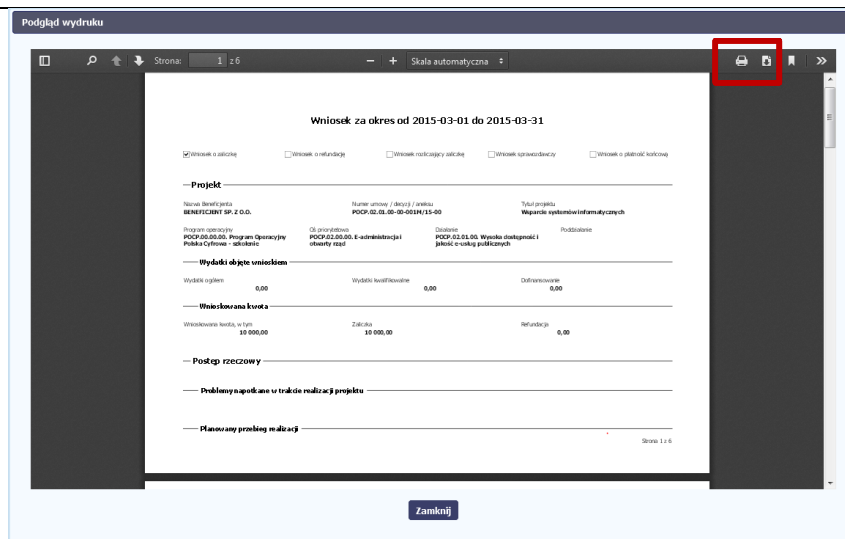 Podgląd wydruku
Strona: 1 z 6 Skala automatyczna
Wniosek za okres od 2015-03-01 do 2015-03-31
Wniosek o zaliczkę Wniosek o refundację Wniosek rozliczający zaliczkę Wniosek sprawozdawczy Wniosek o płatność końcową
Projekt
Nazwa Beneficjenta Numer umowy / decyzji / aneksu Tytuł projektu
BENEFICJENT SP. Z O.O. POCP.02.01.00-00-001M/15-00 Wsparcie systemów informatycznych
Program operacyjny Oś priorytetowa Działanie Poddziałanie
POCP.00.00.00. Program Operacyjny POCP.02.00.00. E-administracja i POCP.02.01.00. Wysoka dostępność i
Polska Cyfrowa - szkolenie otwarty rząd jakość e-usług publicznych
Wydatki objęte wnioskiem
Wydatki ogółem Wydatki kwalifikowalne Dofinansowanie
0,00 0,00 0,00
Wnioskowana kwota
Wnioskowana kwota, w tym Zaliczka Refundacja
10 000,00 10 000,00 0,00
Postęp rzeczowy
Problemy napotkane w trakcie realizacji projektu
Planowany przebieg realizacji
Strona 1 z 6
Zamknij